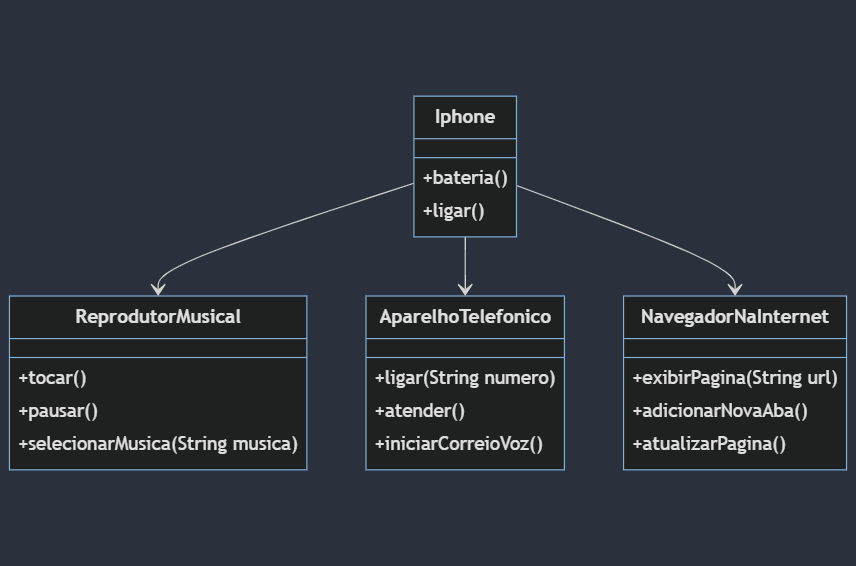 Iphone
+bateria()
+ligar()
ReprodutorMusical
+tocar()
+pausar()
+selecionarMusica(String musica)
AparelhoTelefonico
+ligar(String numero)
+atender()
+iniciarCorreioVoz()
NavegadorNaInternet
+exibirPagina(String url)
+adicionarNovaAba()
+atualizarPagina()